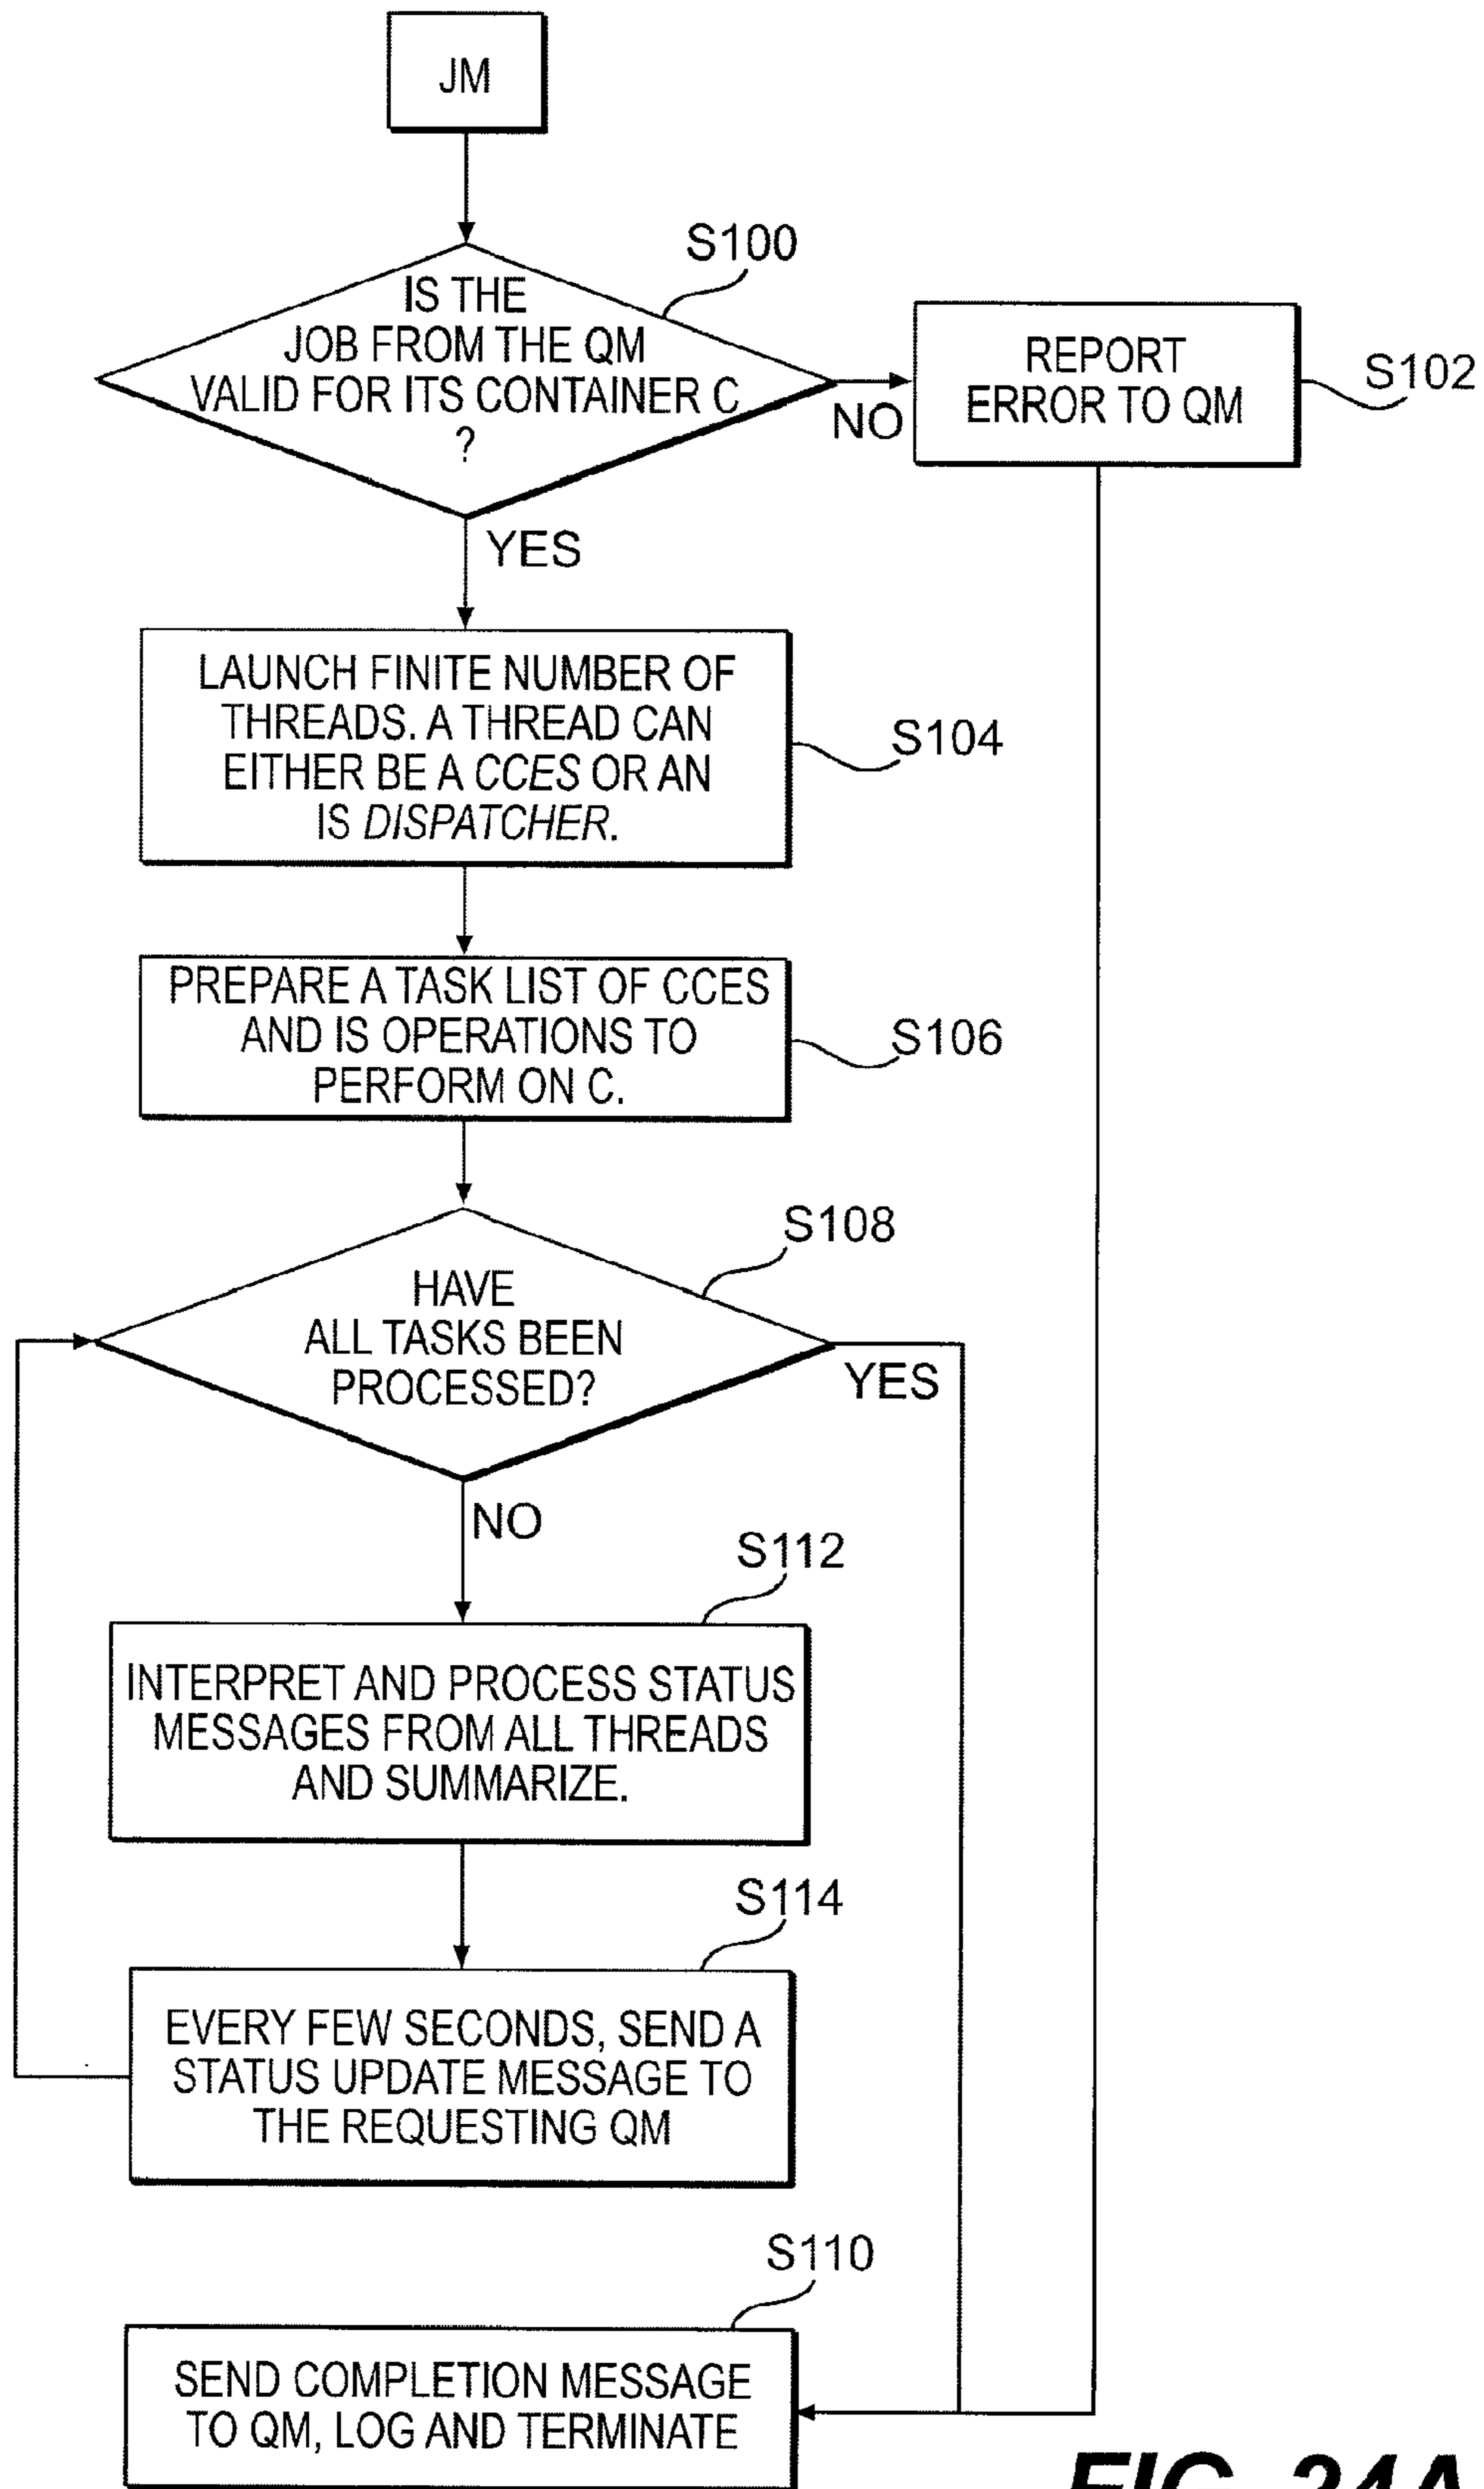 JM
S100
IS THE
JOB FROM THE QM
VALID FOR ITS CONTAINER C
?
NO
REPORT
ERROR TO QM
S102
YES
LAUNCH FINITE NUMBER OF
THREADS. A THREAD CAN
EITHER BE A CCES OR AN
IS DISPATCHER.
S104
PREPARE A TASK LIST OF CCES
AND IS OPERATIONS TO
PERFORM ON C.
S106
S108
HAVE
ALL TASKS BEEN
PROCESSED?
YES
NO
S112
INTERPRET AND PROCESS STATUS
MESSAGES FROM ALL THREADS
AND SUMMARIZE.
S114
EVERY FEW SECONDS, SEND A
STATUS UPDATE MESSAGE TO
THE REQUESTING QM
S110
SEND COMPLETION MESSAGE
TO QM, LOG AND TERMINATE
FIG. 24A